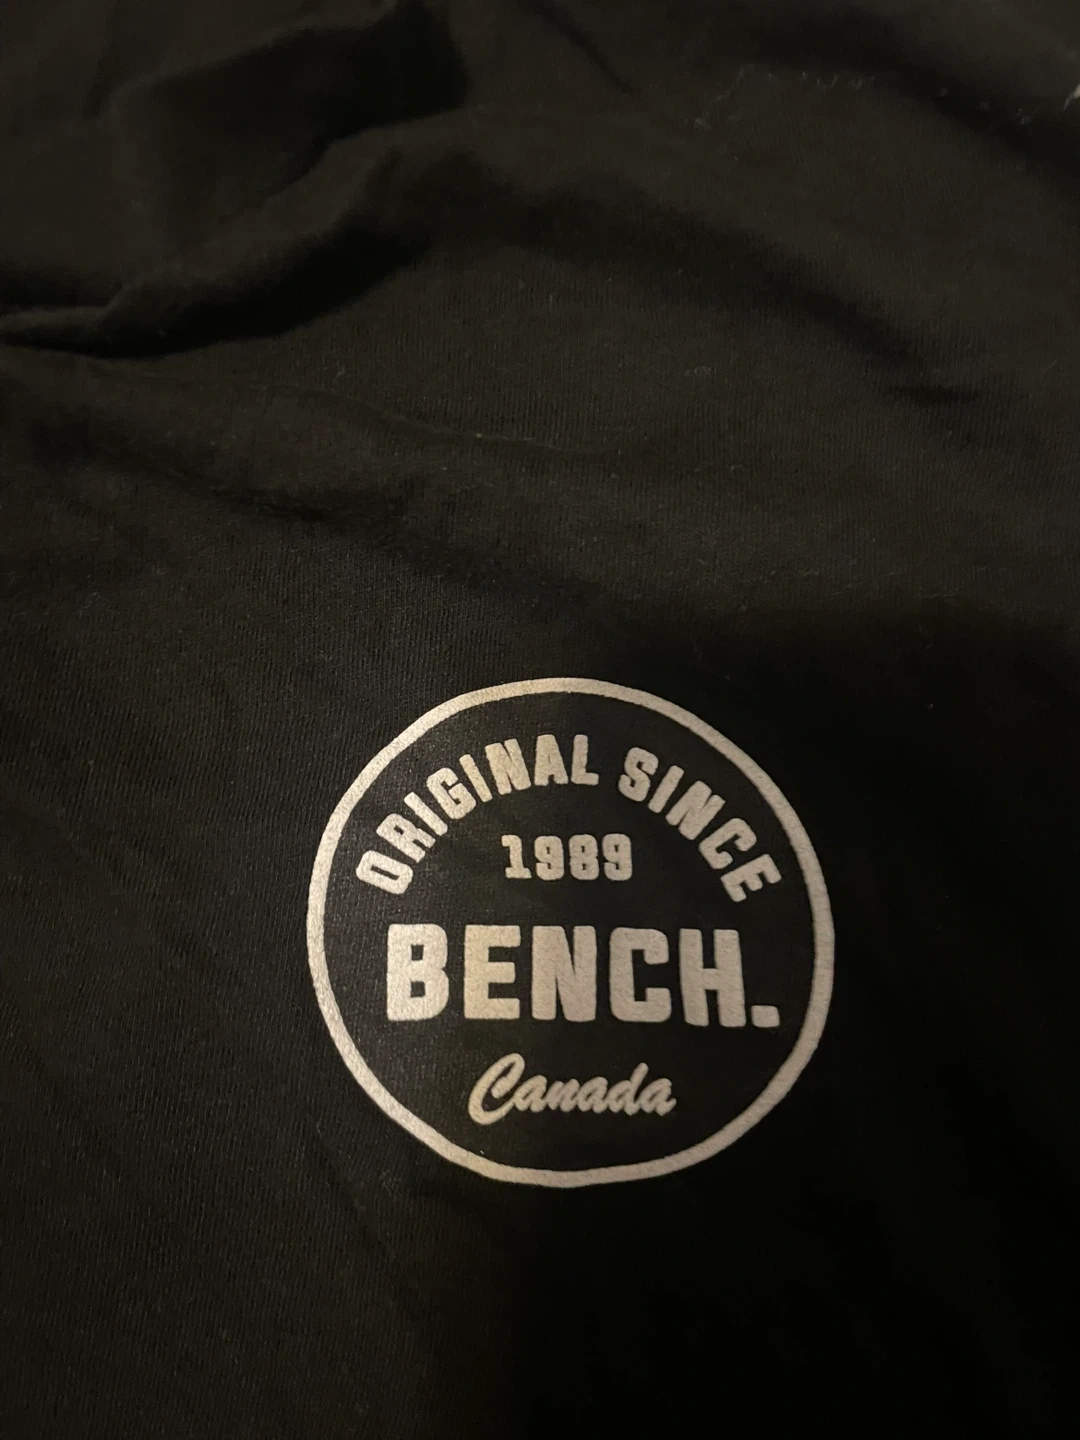 ORIGINAL SINCE
1989
BENCH.
Canada